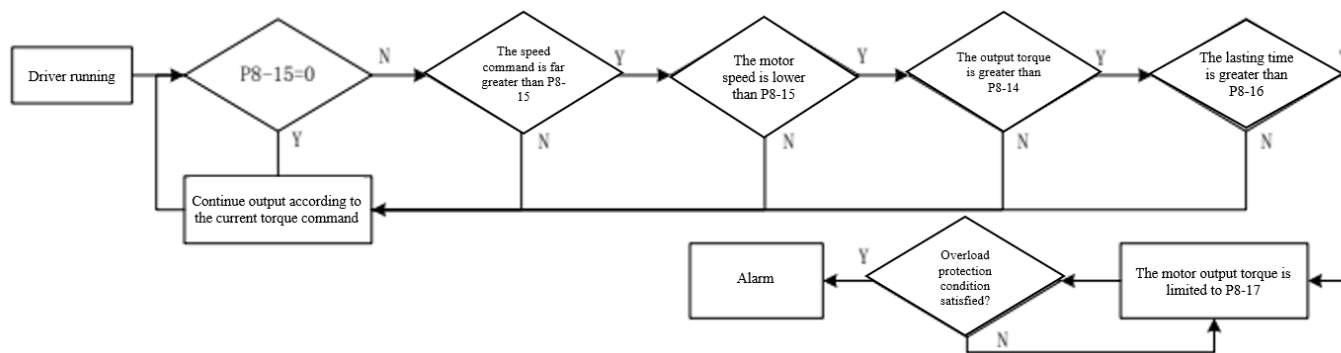 Driver running
P8-15=0
N
Y
The speed
command is far
greater than P8-
15
Y
N
The motor
speed is lower
than P8-15
Y
N
The output torque
is greater than
P8-14
Y
N
The lasting time
is greater than
P8-16
N
Continue output according to
the current torque command
Alarm
Y
Overload
protection
condition
satisfied?
N
The motor output torque is
limited to P8-17